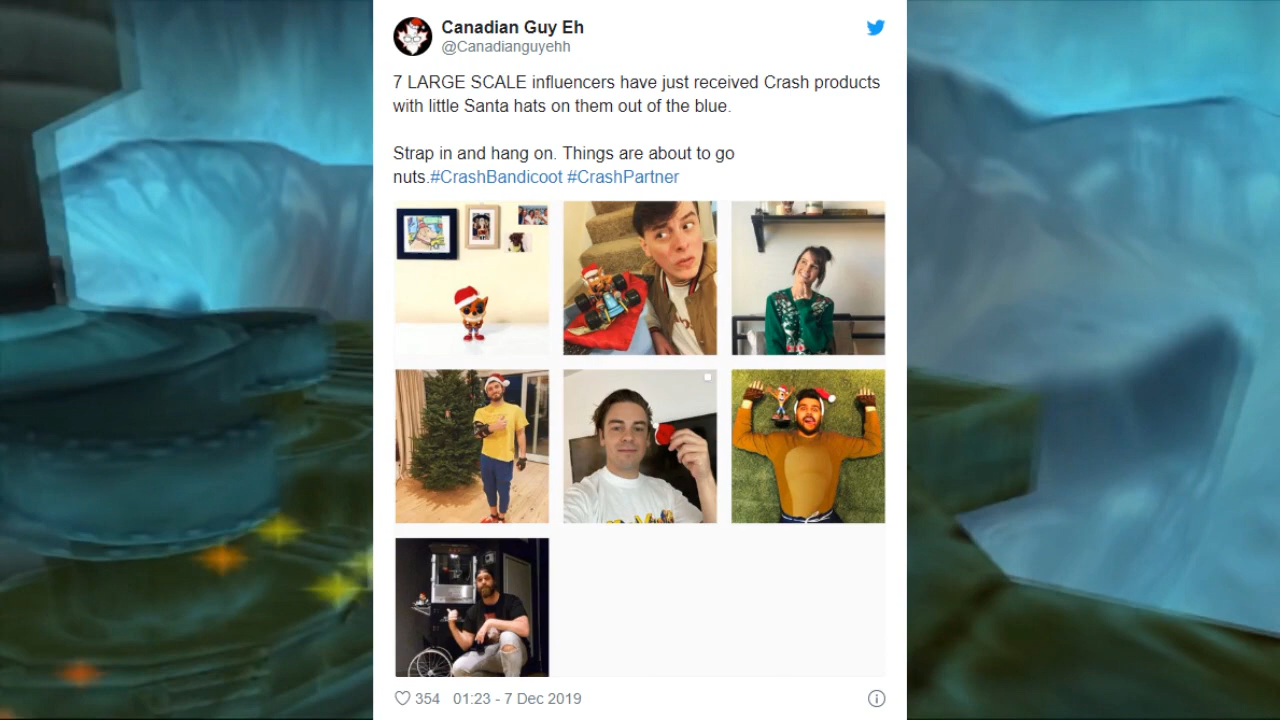 Canadian Guy Eh
@Canadianguyehh
7 LARGE SCALE influencers have just received Crash products
with little Santa hats on them out of the blue.
Strap in and hang on. Things are about to go
nuts.#CrashBandicoot #CrashPartner
354 01:23 - 7 Dec 2019